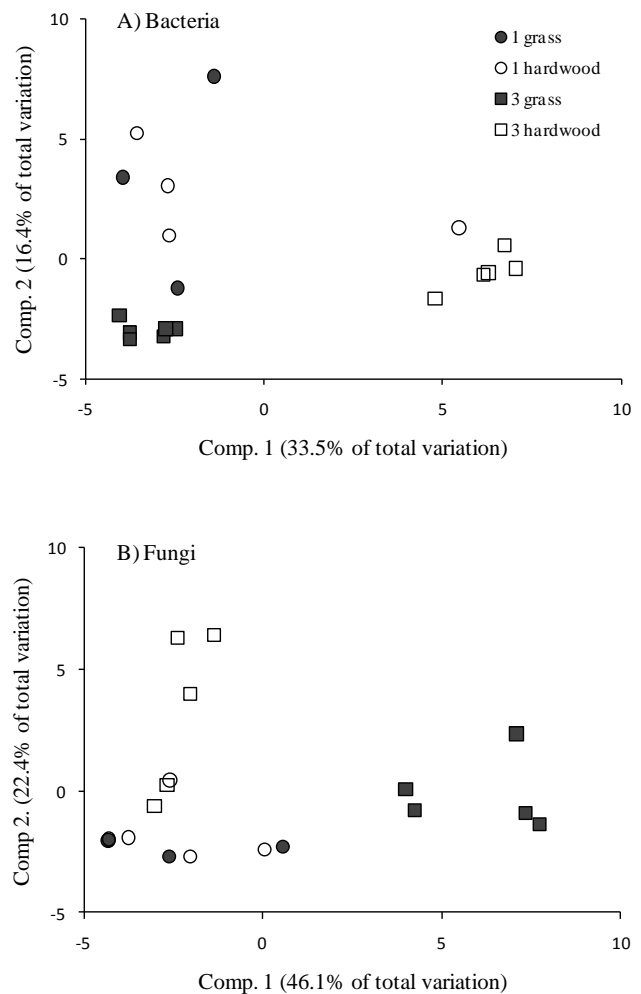 A) Bacteria
1 grass
1 hardwood
3 grass
3 hardwood
10
5
0
-5
Comp. 2 (16.4% of total variation)
-5 0 5 10
Comp. 1 (33.5% of total variation)
B) Fungi
10
5
0
-5
Comp 2. (22.4% of total variation)
-5 0 5 10
Comp. 1 (46.1% of total variation)